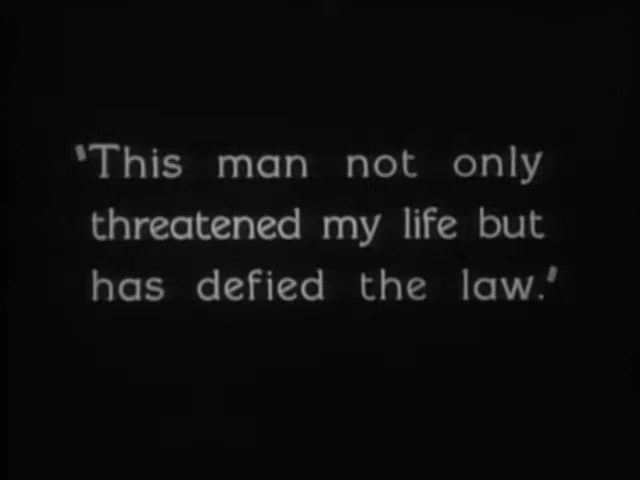 "This man not only
threatened my life but
has defied the law."